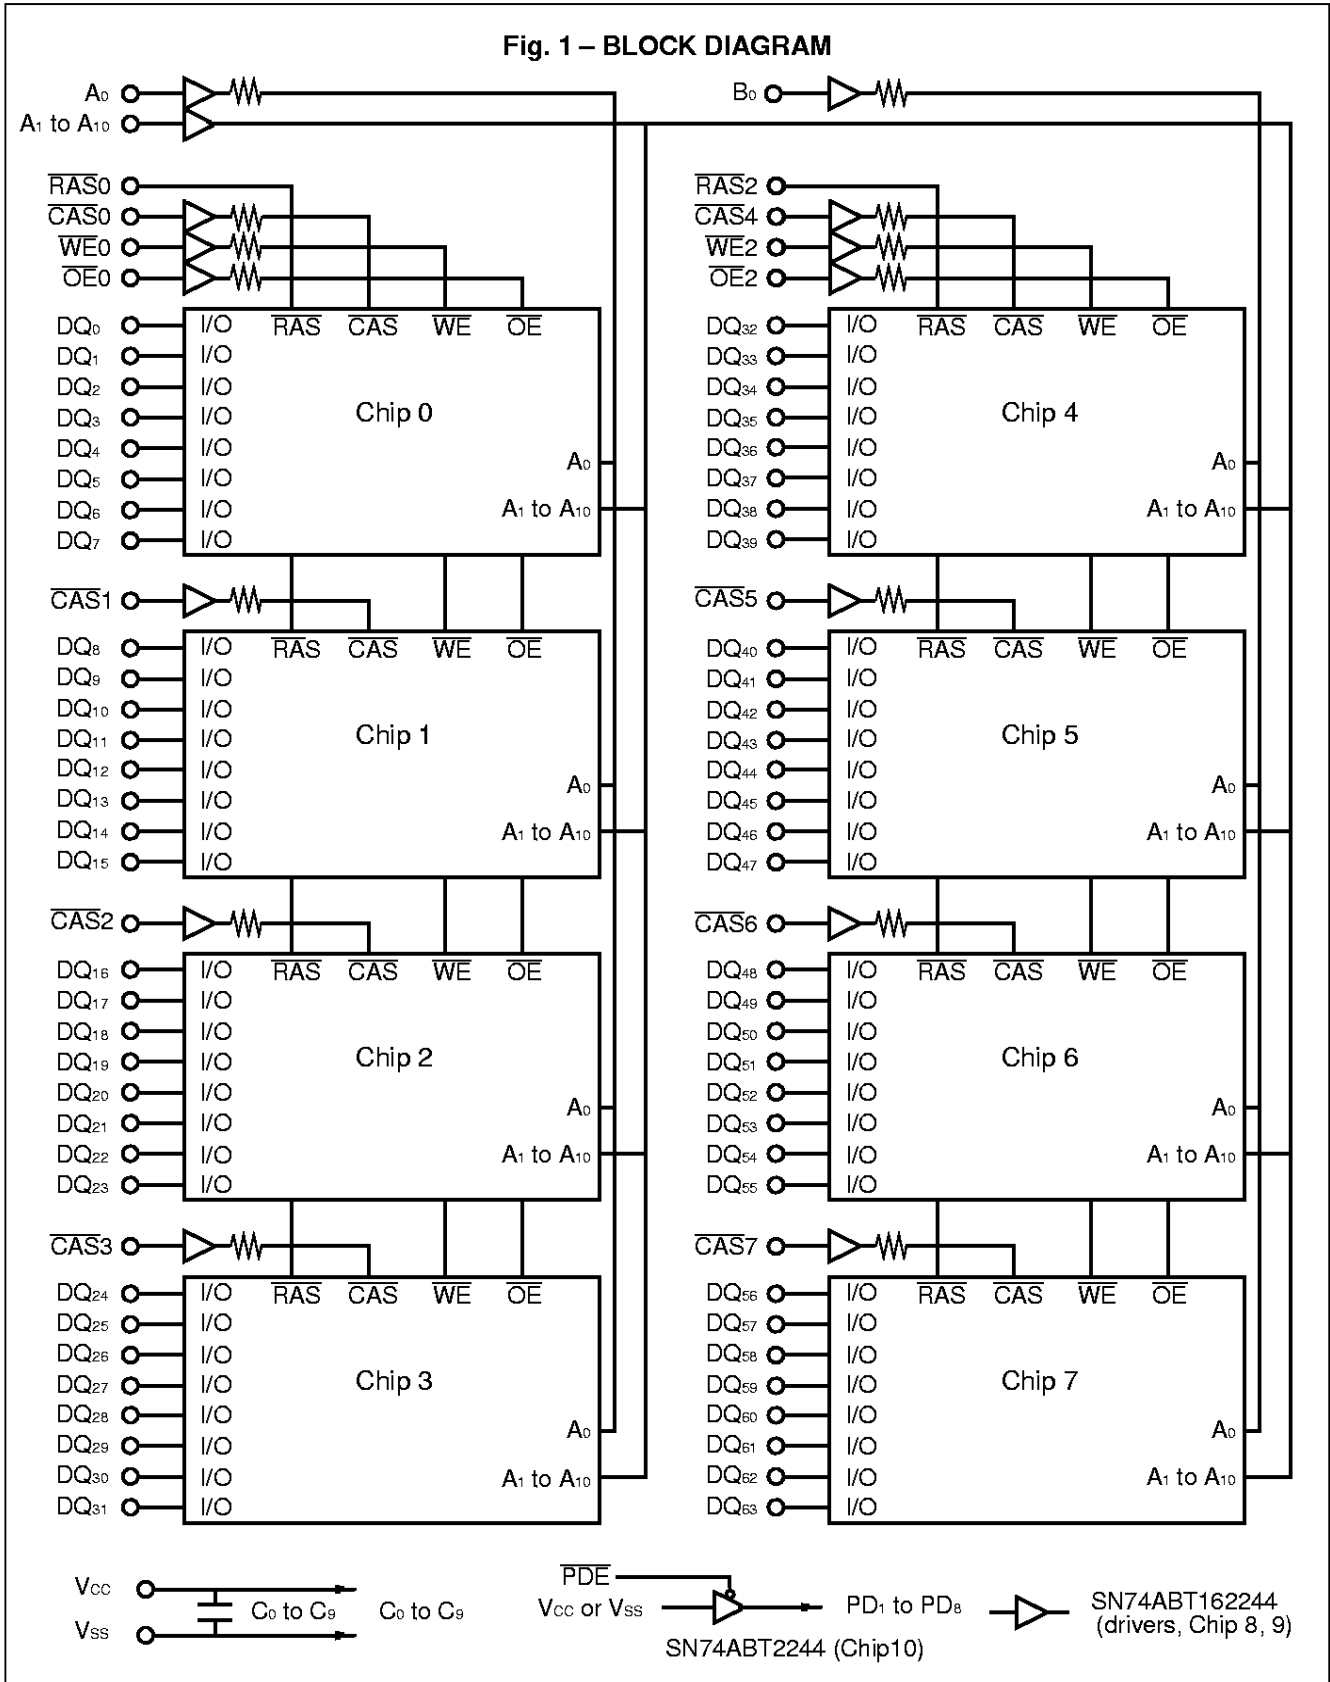 Fig. 1 – BLOCK DIAGRAM
A0
B0
A1 to A10
RAS0
CAS0
WE0
OE0
RAS2
CAS4
WE2
OE2
DQ0 I/O RAS CAS WE OE
DQ1 I/O
DQ2 I/O
DQ3 I/O
DQ4 I/O
DQ5 I/O
DQ6 I/O
DQ7 I/O
Chip 0
A0
A1 to A10
DQ32 I/O RAS CAS WE OE
DQ33 I/O
DQ34 I/O
DQ35 I/O
DQ36 I/O
DQ37 I/O
DQ38 I/O
DQ39 I/O
Chip 4
A0
A1 to A10
CAS1
DQ8 I/O RAS CAS WE OE
DQ9 I/O
DQ10 I/O
DQ11 I/O
DQ12 I/O
DQ13 I/O
DQ14 I/O
DQ15 I/O
Chip 1
A0
A1 to A10
CAS5
DQ40 I/O RAS CAS WE OE
DQ41 I/O
DQ42 I/O
DQ43 I/O
DQ44 I/O
DQ45 I/O
DQ46 I/O
DQ47 I/O
Chip 5
A0
A1 to A10
CAS2
DQ16 I/O RAS CAS WE OE
DQ17 I/O
DQ18 I/O
DQ19 I/O
DQ20 I/O
DQ21 I/O
DQ22 I/O
DQ23 I/O
Chip 2
A0
A1 to A10
CAS6
DQ48 I/O RAS CAS WE OE
DQ49 I/O
DQ50 I/O
DQ51 I/O
DQ52 I/O
DQ53 I/O
DQ54 I/O
DQ55 I/O
Chip 6
A0
A1 to A10
CAS3
DQ24 I/O RAS CAS WE OE
DQ25 I/O
DQ26 I/O
DQ27 I/O
DQ28 I/O
DQ29 I/O
DQ30 I/O
DQ31 I/O
Chip 3
A0
A1 to A10
CAS7
DQ56 I/O RAS CAS WE OE
DQ57 I/O
DQ58 I/O
DQ59 I/O
DQ60 I/O
DQ61 I/O
DQ62 I/O
DQ63 I/O
Chip 7
A0
A1 to A10
VCC
VSS
C0 to C9
C0 to C9
PDE
VCC or VSS
PD1 to PD8
SN74ABT2244 (Chip10)
SN74ABT162244
(drivers, Chip 8, 9)